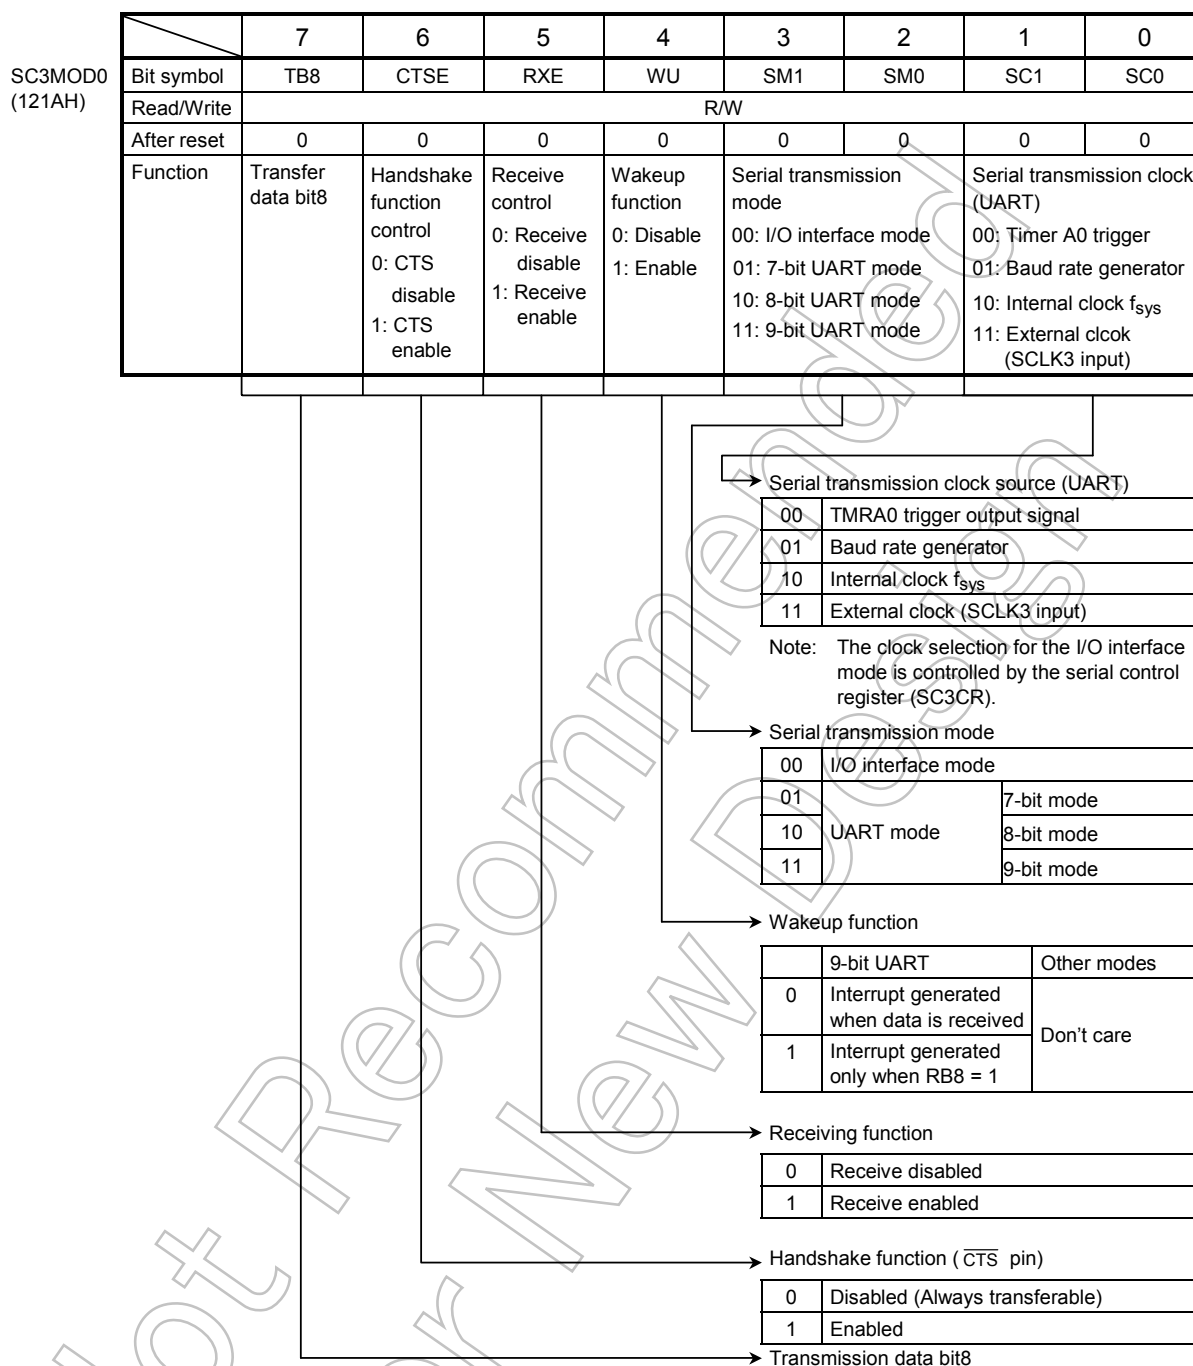 7 6 5 4 3 2 1 0
SC3MOD0
(121AH)
Bit symbol TB8 CTSE RXE WU SM1 SM0 SC1 SC0
Read/Write R/W
After reset 0 0 0 0 0 0 0 0
Function
Transfer
data bit8
Handshake
function
control
0: CTS
disable
1: CTS
enable
Receive
control
0: Receive
disable
1: Receive
enable
Wakeup
function
0: Disable
1: Enable
Serial transmission
mode
00: I/O interface mode
01: 7-bit UART mode
10: 8-bit UART mode
11: 9-bit UART mode
Serial transmission clock
(UART)
00: Timer A0 trigger
01: Baud rate generator
10: Internal clock fsys
11: External clcok
(SCLK3 input)
Serial transmission clock source (UART)
00 TMRA0 trigger output signal
01 Baud rate generator
10 Internal clock fsys
11 External clock (SCLK3 input)
Note: The clock selection for the I/O interface
mode is controlled by the serial control
register (SC3CR).
Serial transmission mode
00 I/O interface mode
01 7-bit mode
10 UART mode 8-bit mode
11 9-bit mode
Wakeup function
9-bit UART Other modes
0 Interrupt generated
when data is received
Don't care
1 Interrupt generated
only when RB8 = 1
Receiving function
0 Receive disabled
1 Receive enabled
Handshake function ( C̅T̅S̅ pin)
0 Disabled (Always transferable)
1 Enabled
Transmission data bit8
Not Recommended
for New Design